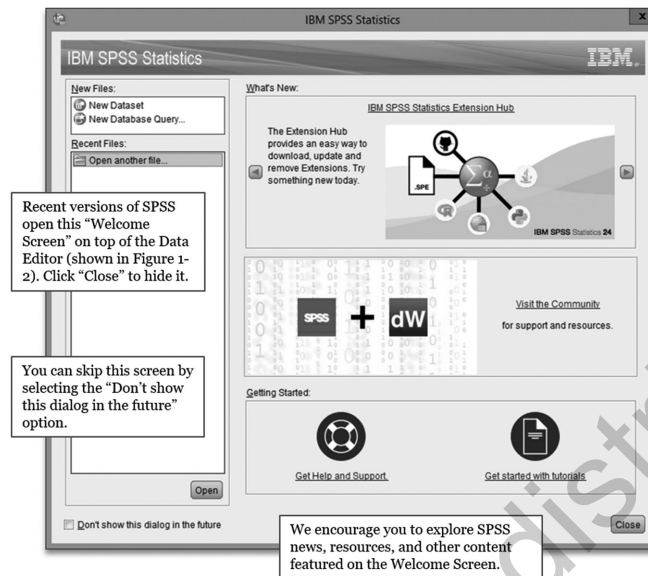 IBM SPSS Statistics
x
IBM SPSS Statistics
IBM.
New Files:
New Dataset
New Database Query...
Recent Files:
Open another file...
Recent versions of SPSS
open this “Welcome
Screen” on top of the Data
Editor (shown in Figure 1-
2). Click “Close” to hide it.
You can skip this screen by
selecting the “Don’t show
this dialog in the future”
option.
Open
Don't show this dialog in the future
What's New:
IBM SPSS Statistics Extension Hub
The Extension Hub
provides an easy way to
download, update and
remove Extensions. Try
something new today.
.SPE
Σα
÷
R
IBM SPSS Statistics 24
SPSS + dW
Visit the Community
for support and resources.
Getting Started:
Get Help and Support.
Get started with tutorials
We encourage you to explore SPSS
news, resources, and other content
featured on the Welcome Screen.
Close